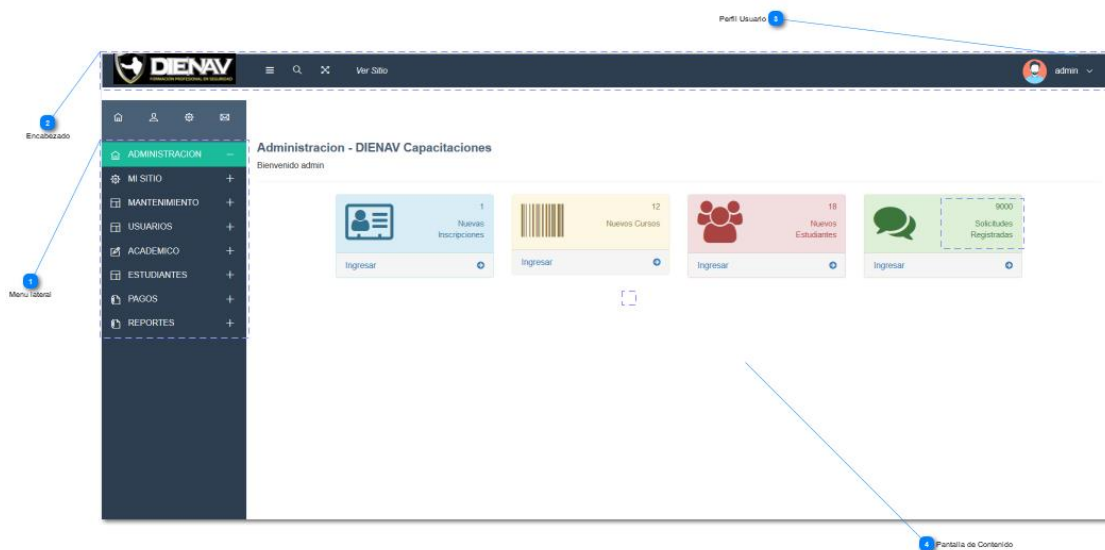 Perfil Usuario 3
DIENAV
FORMACIÓN PROFESIONAL EN SEGURIDAD
Ver Sitio
admin
2
Encabezado
Administracion - DIENAV Capacitaciones
Bienvenido admin
ADMINISTRACION
MI SITIO
MANTENIMIENTO
USUARIOS
ACADEMICO
ESTUDIANTES
PAGOS
REPORTES
1
Menu lateral
1
Nuevas
Inscripciones
Ingresar
12
Nuevos Cursos
Ingresar
18
Nuevos
Estudiantes
Ingresar
9000
Solicitudes
Registradas
Ingresar
4 Pantalla de Contenido